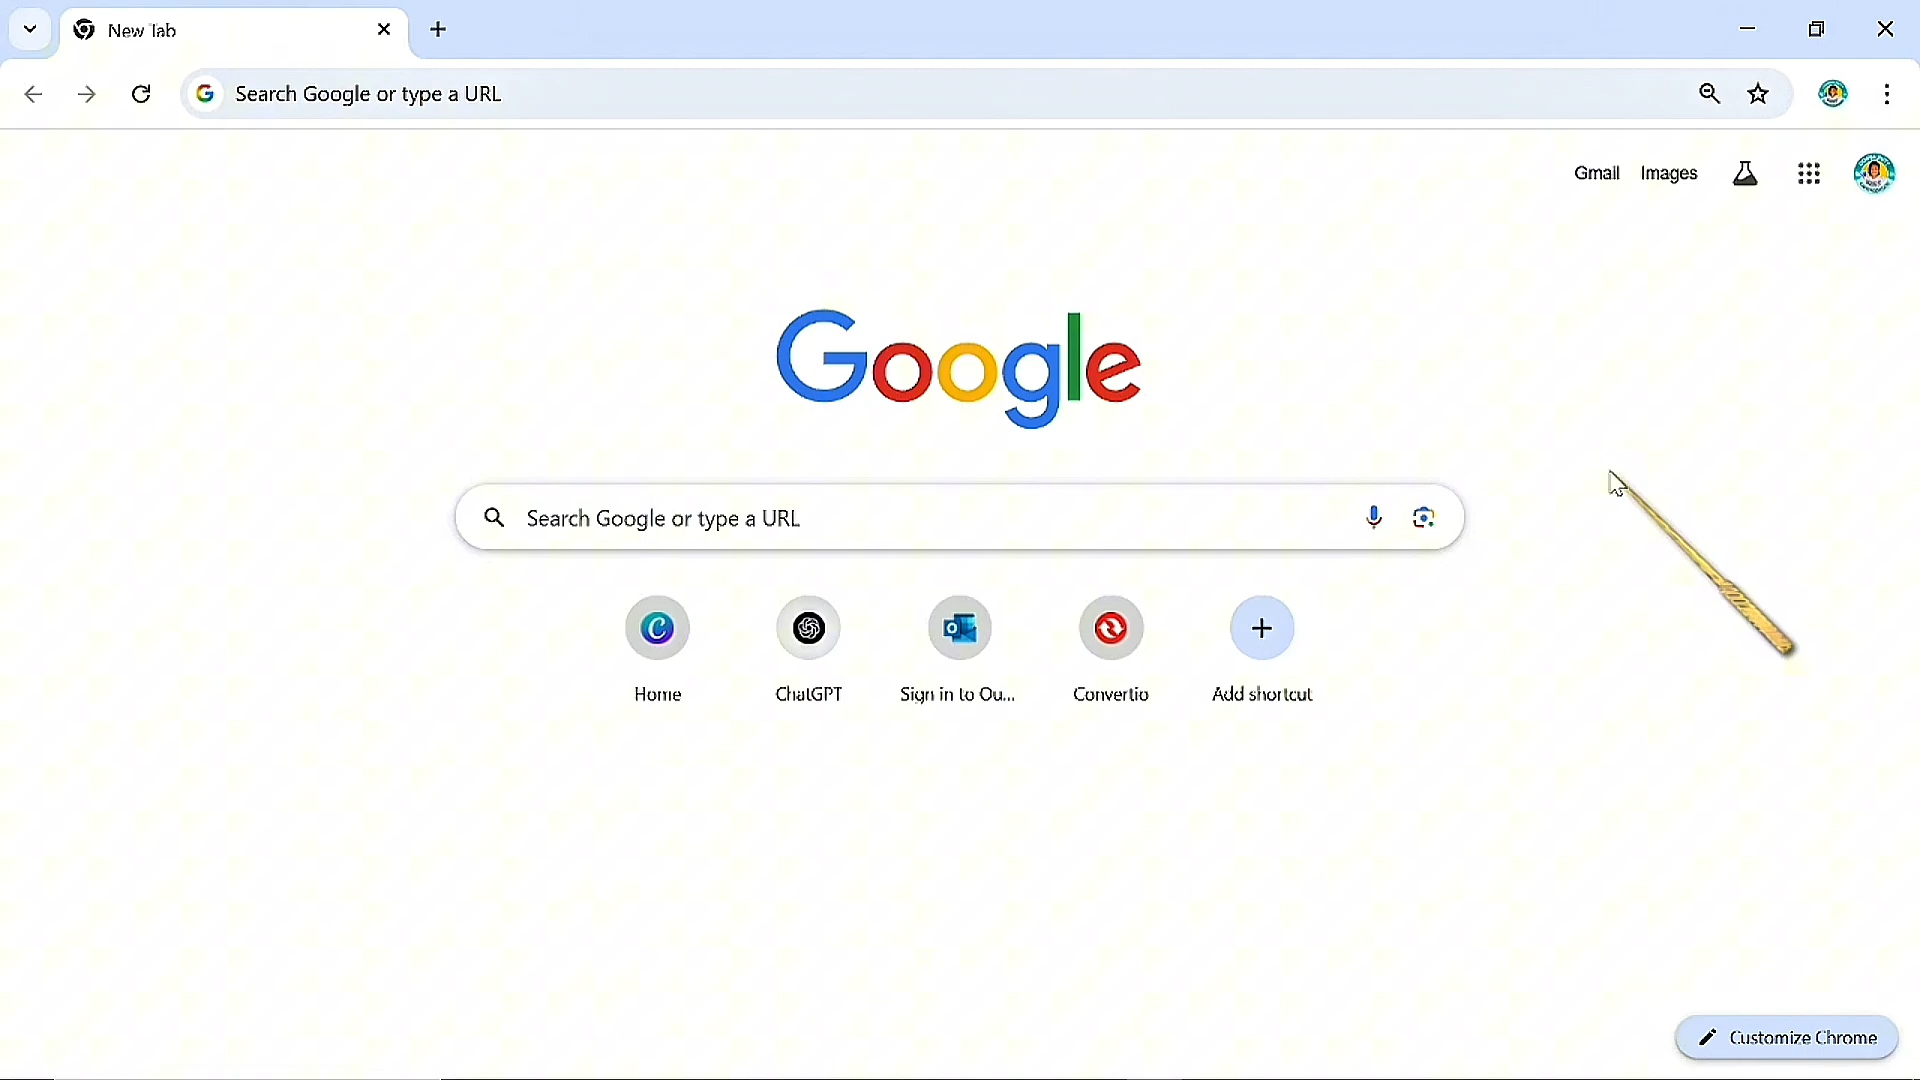 New Tab
Search Google or type a URL
Gmail Images
Google
Search Google or type a URL
Home ChatGPT Sign in to Ou... Convertio Add shortcut
Customize Chrome